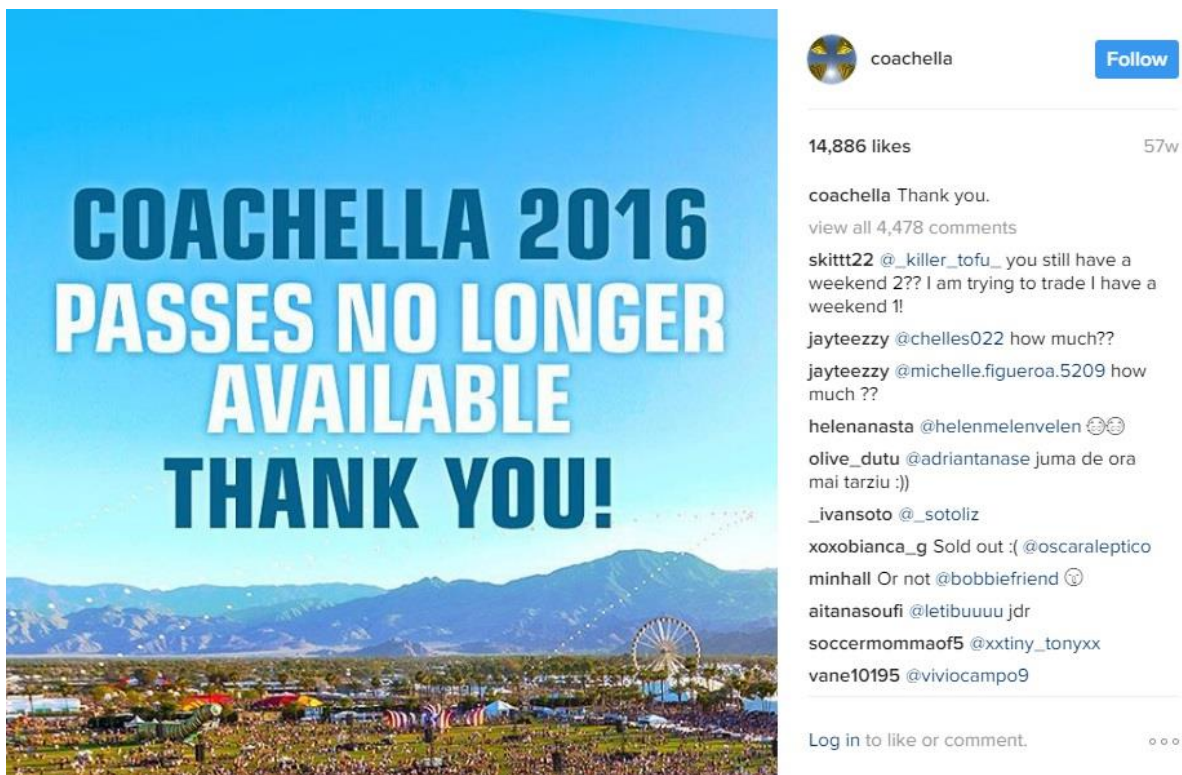 COACHELLA 2016
PASSES NO LONGER
AVAILABLE
THANK YOU!
coachella
Follow
14,886 likes
57w
coachella Thank you.
view all 4,478 comments
skittt22 @_killer_tofu_ you still have a
weekend 2?? I am trying to trade I have a
weekend 1!
jayteezzy @chelles022 how much??
jayteezzy @michelle.figueroa.5209 how
much ??
helenanasta @helenmelenvelen
olive_dutu @adriantanase juma de ora
mai tarziu :))
_ivansoto @_sotoliz
xoxobianca_g Sold out :( @oscaraleptico
minhall Or not @bobbiefriend
aitanasoufi @letibuuuu jdr
soccermommaof5 @xxtiny_tonyxx
vane10195 @viviocampo9
Log in to like or comment.